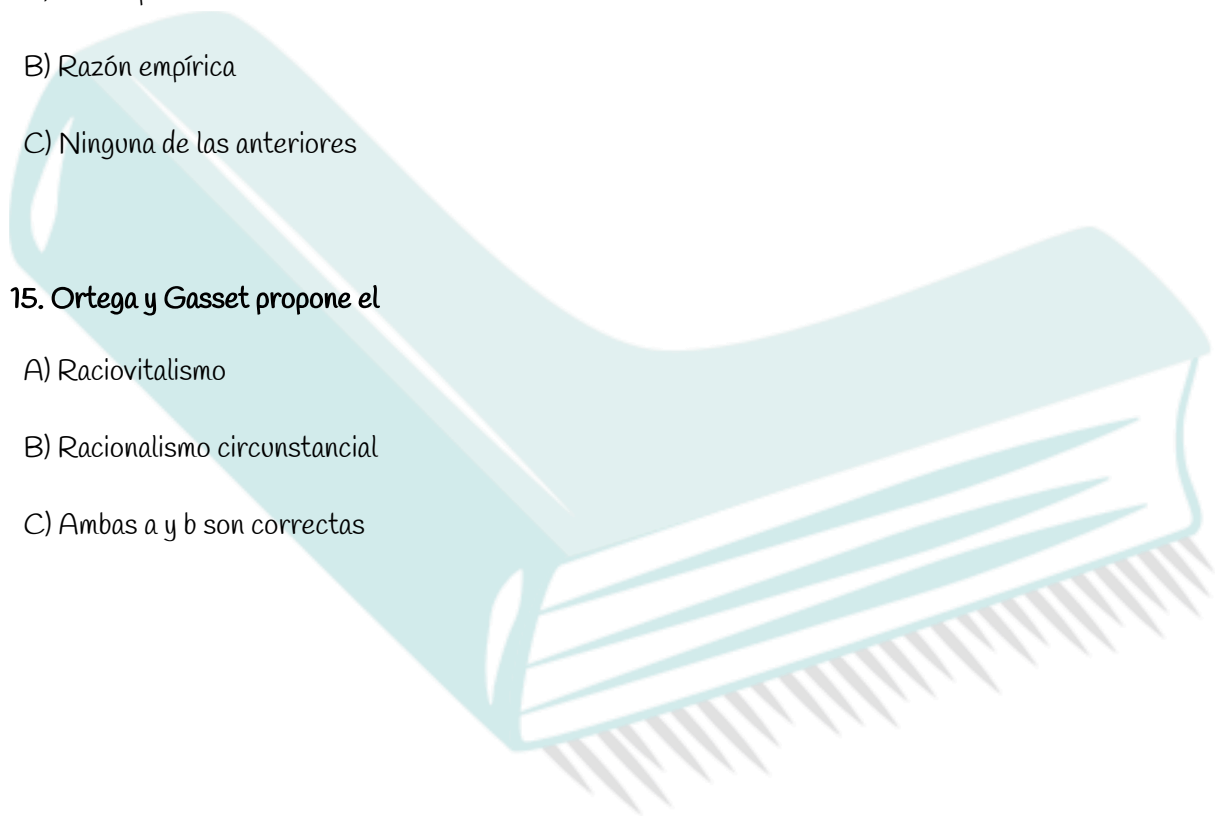 B) Razón empírica
C) Ninguna de las anteriores
15. Ortega y Gasset propone el
A) Raciovitalismo
B) Racionalismo circunstancial
C) Ambas a y b son correctas